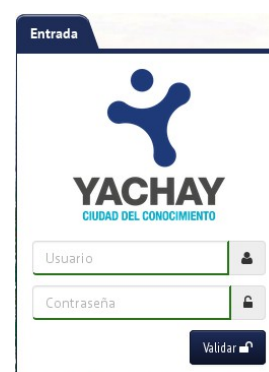 Entrada
YACHAY
CIUDAD DEL CONOCIMIENTO
Usuario
Contraseña
Validar